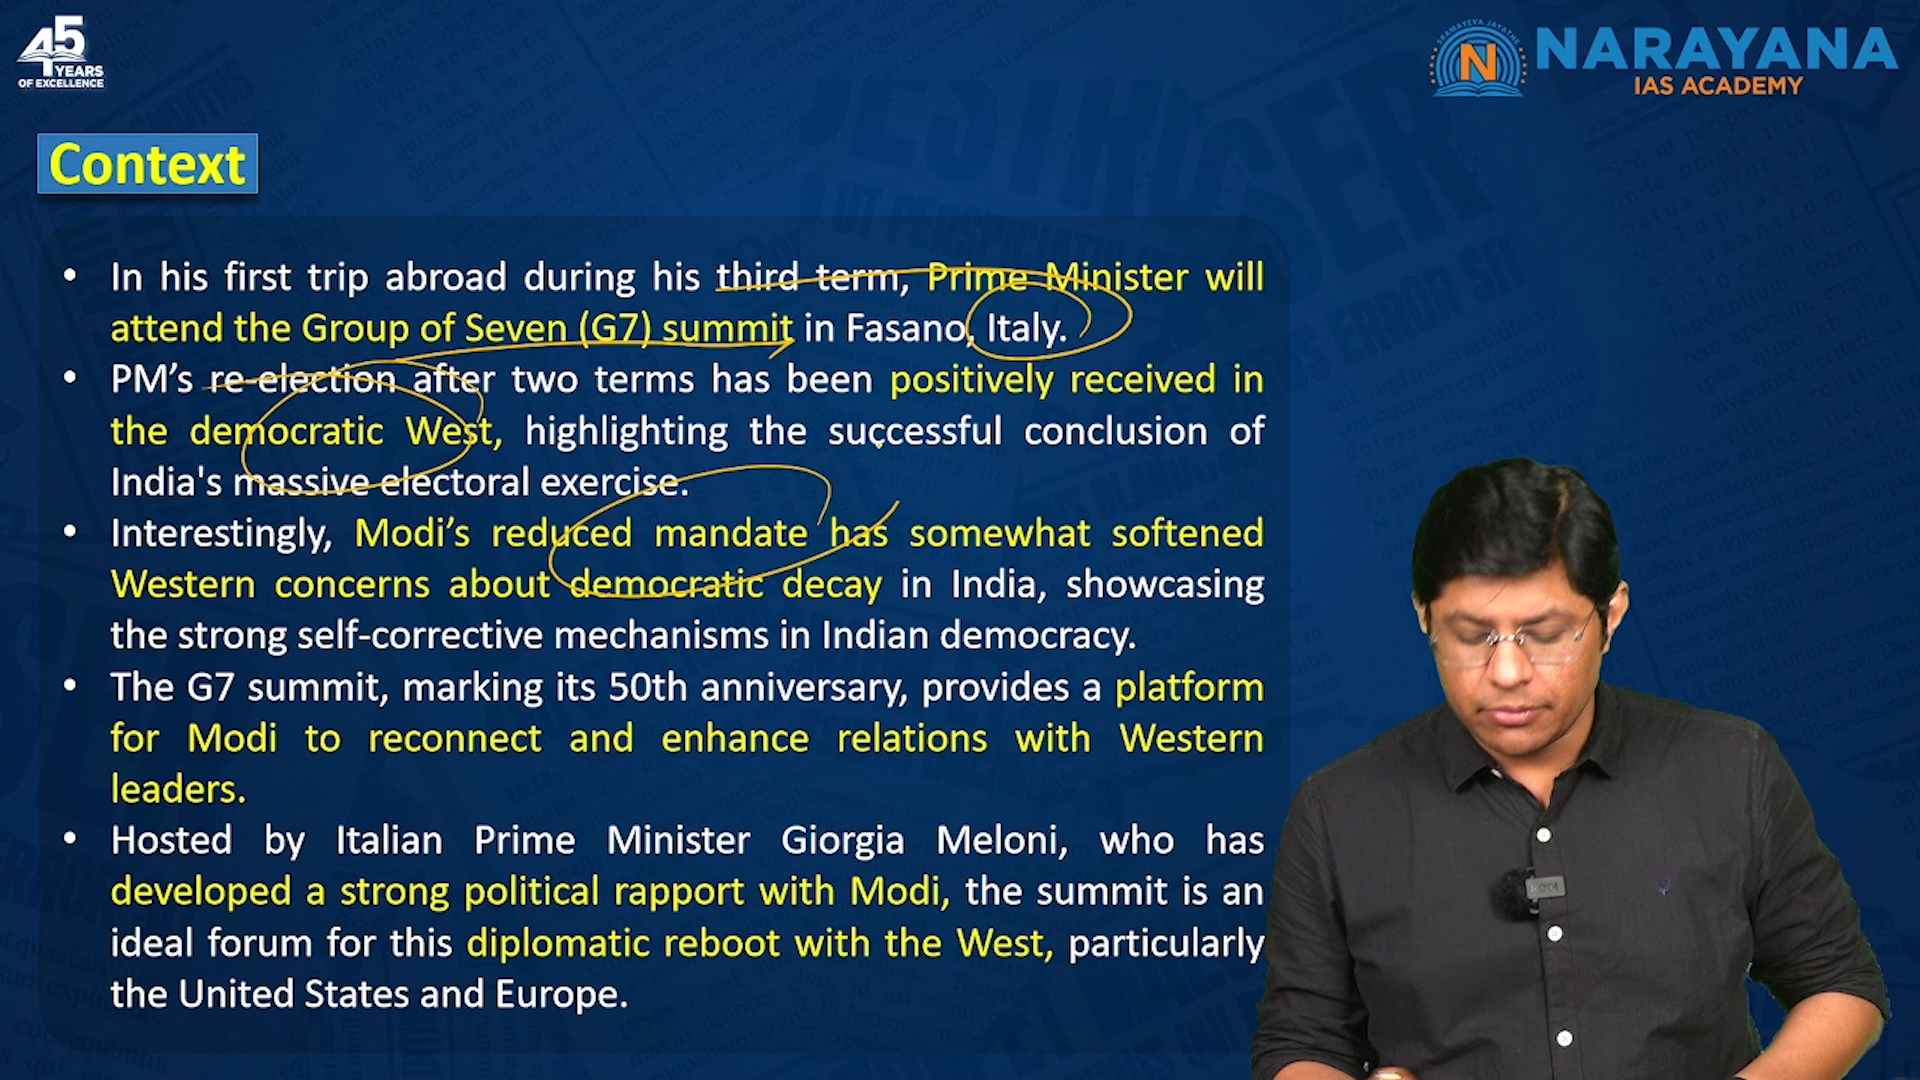 45
YEARS
OF EXCELLENCE
SATYAMEVA JAYATHE
N
NARAYANA
IAS ACADEMY
Context
• In his first trip abroad during his third term, Prime Minister will
attend the Group of Seven (G7) summit in Fasano, Italy.
• PM’s re-election after two terms has been positively received in
the democratic West, highlighting the successful conclusion of
India's massive electoral exercise.
• Interestingly, Modi’s reduced mandate has somewhat softened
Western concerns about democratic decay in India, showcasing
the strong self-corrective mechanisms in Indian democracy.
• The G7 summit, marking its 50th anniversary, provides a platform
for Modi to reconnect and enhance relations with Western
leaders.
• Hosted by Italian Prime Minister Giorgia Meloni, who has
developed a strong political rapport with Modi, the summit is an
ideal forum for this diplomatic reboot with the West, particularly
the United States and Europe.